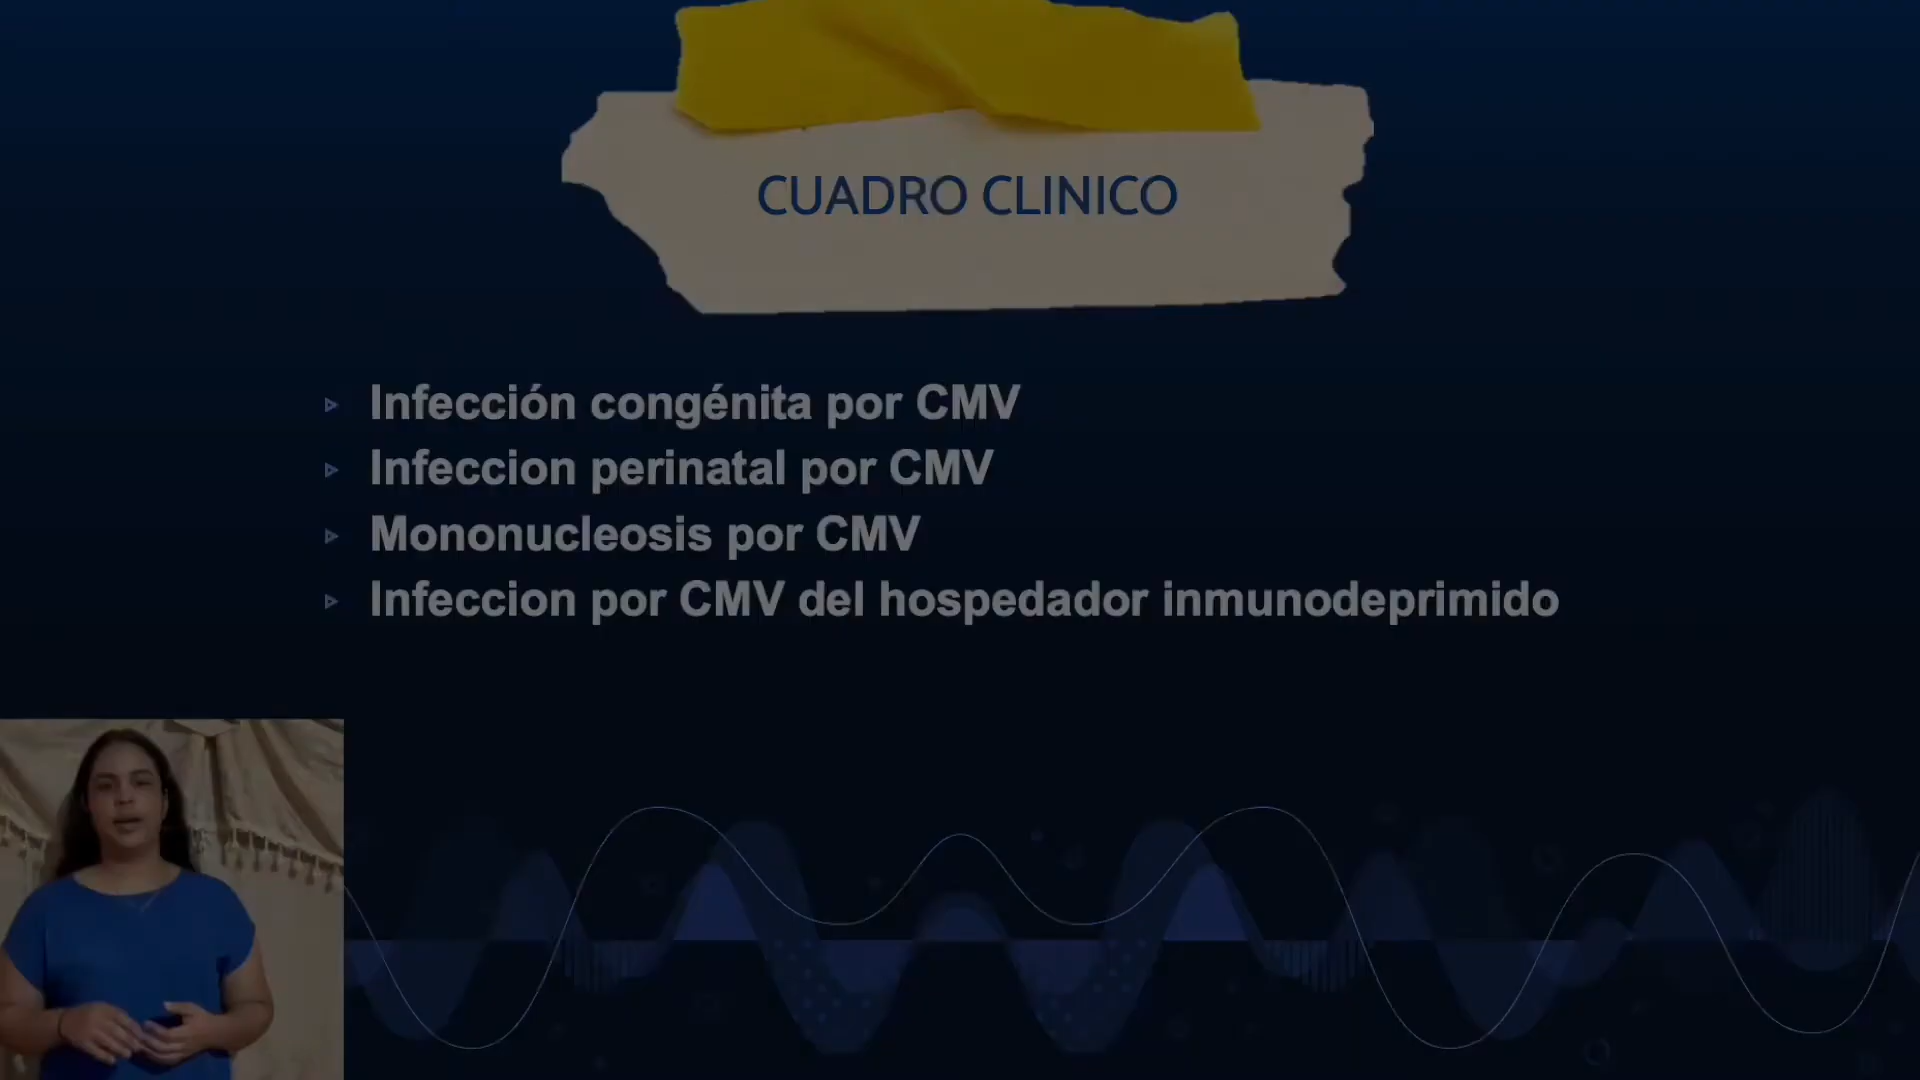 CUADRO CLINICO
Infección congénita por CMV
Infeccion perinatal por CMV
Mononucleosis por CMV
Infeccion por CMV del hospedador inmunodeprimido